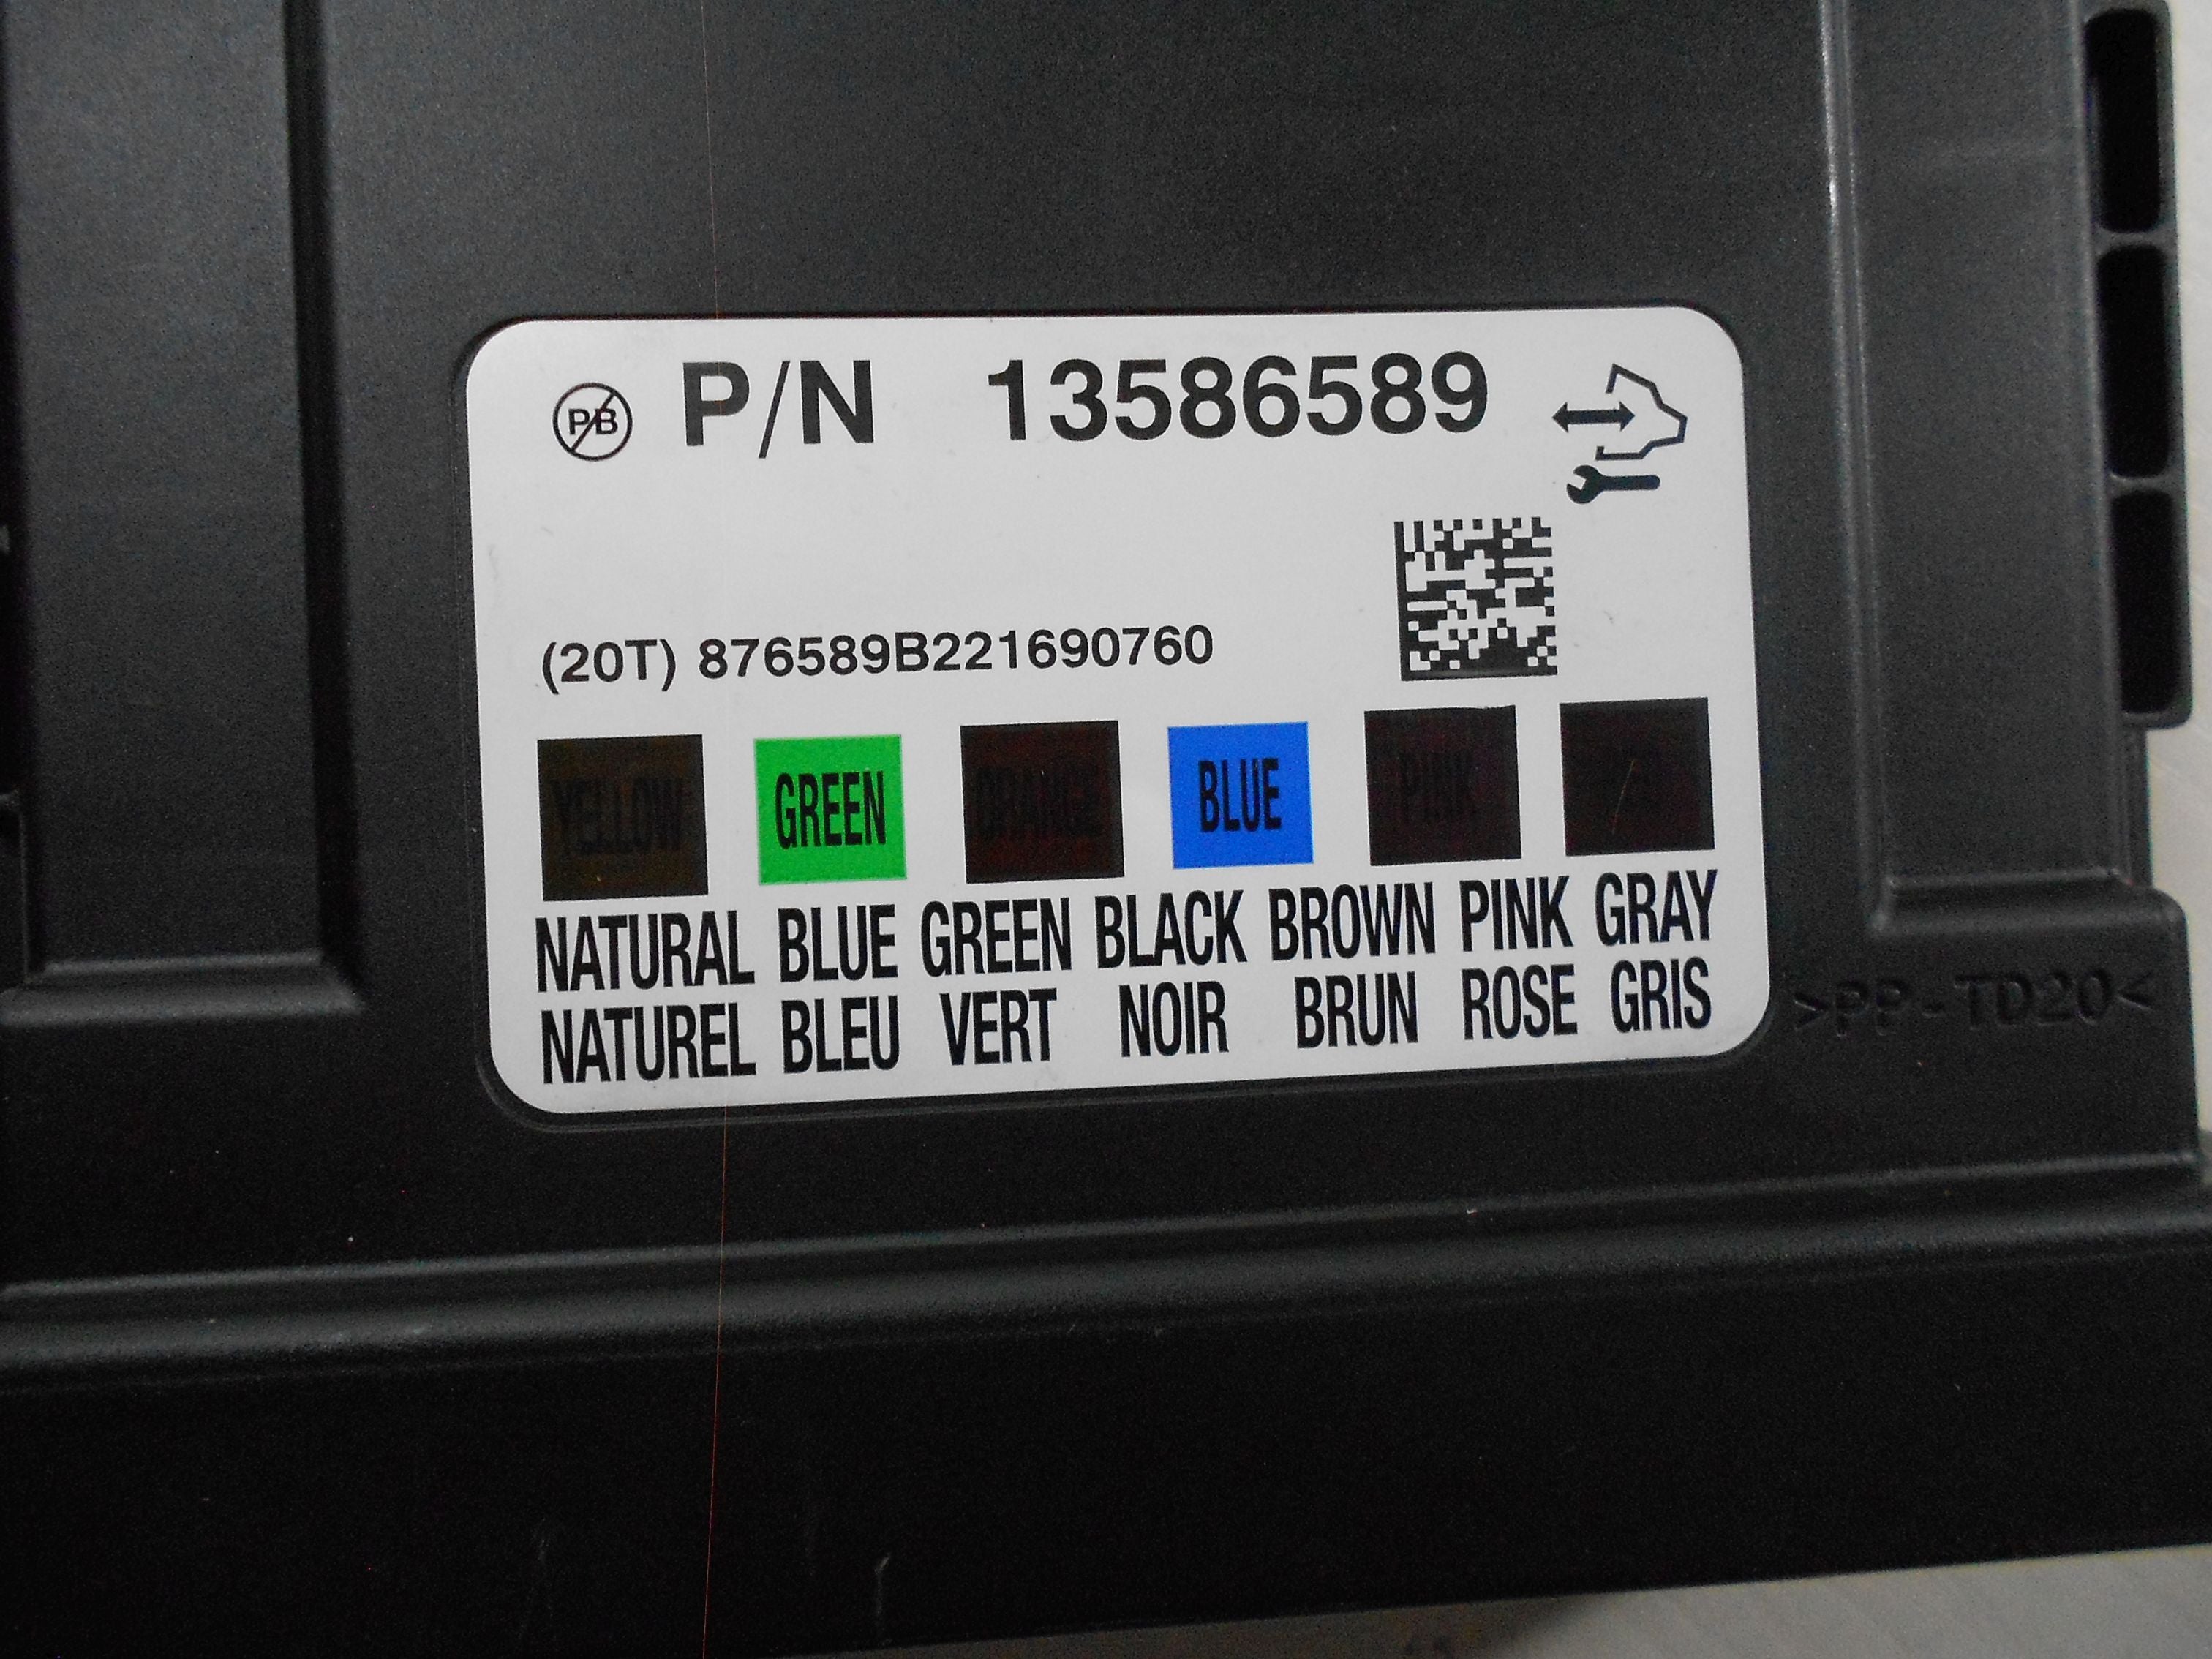 PB P/N 13586589
(20T) 876589B221690760
YELLOW GREEN ORANGE BLUE PINK
NATURAL BLUE GREEN BLACK BROWN PINK GRAY
NATUREL BLEU VERT NOIR BRUN ROSE GRIS
>PP-TD20<